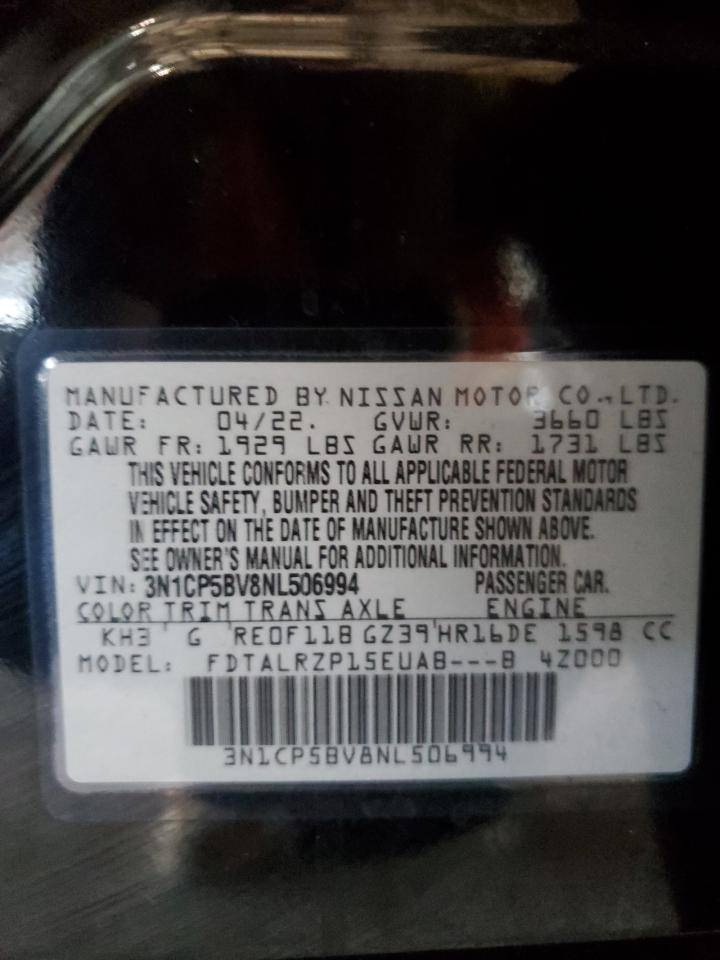 MANUFACTURED BY NISSAN MOTOR CO., LTD.
DATE: 04/22. GVWR: 3660 LBS
GAWR FR: 1929 LBS GAWR RR: 1731 LBS
THIS VEHICLE CONFORMS TO ALL APPLICABLE FEDERAL MOTOR
VEHICLE SAFETY, BUMPER AND THEFT PREVENTION STANDARDS
IN EFFECT ON THE DATE OF MANUFACTURE SHOWN ABOVE.
SEE OWNER'S MANUAL FOR ADDITIONAL INFORMATION.
VIN: 3N1CP5BV8NL506994 PASSENGER CAR.
COLOR TRIM TRANS AXLE ENGINE
KH3 G RE0F11B GZ39 HR16DE 1598 CC
MODEL: FDTALRZP15EUAB---B 4Z000
3N1CP5BV8NL506994